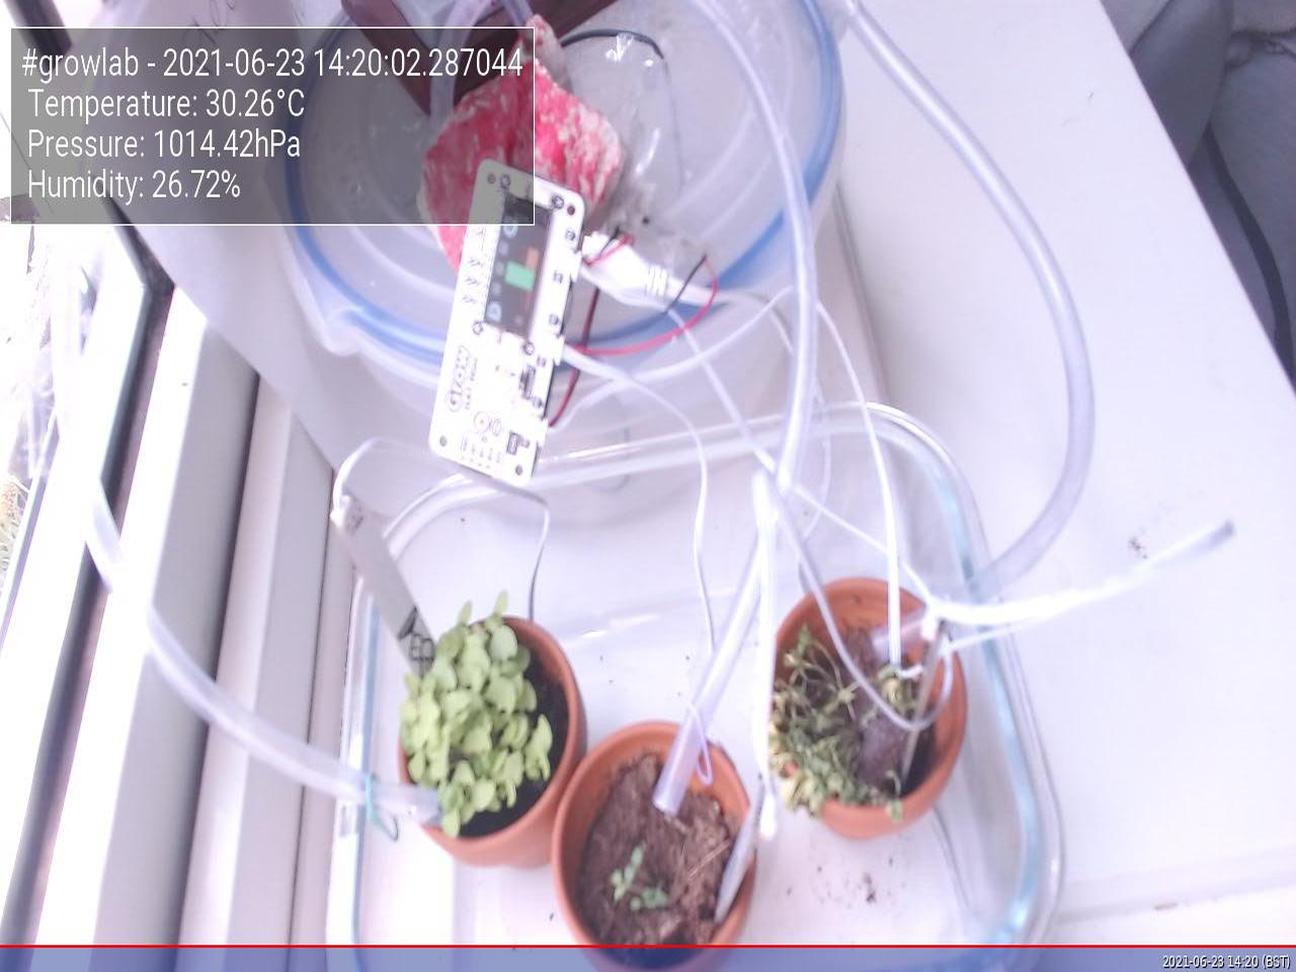 #growlab - 2021-06-23 14:20:02.287044
Temperature: 30.26°C
Pressure: 1014.42hPa
Humidity: 26.72%
GROW
2021-06-23 14:20 (BST)